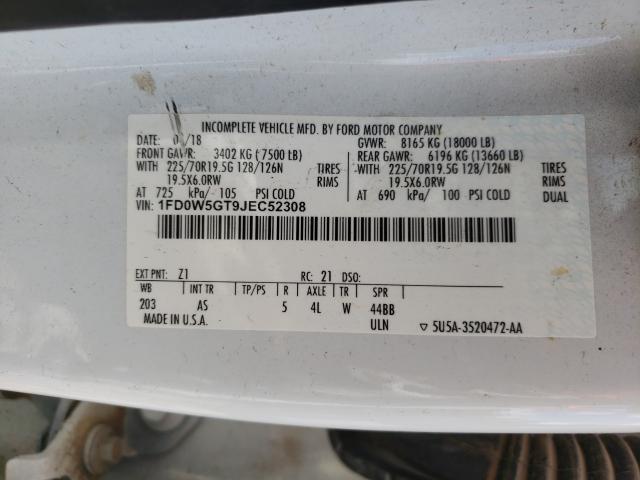 INCOMPLETE VEHICLE MFD. BY FORD MOTOR COMPANY
DATE: /18 GVWR: 8165 KG (18000 LB)
FRONT GAWR: 3402 KG (7500 LB) REAR GAWR: 6196 KG (13660 LB)
WITH 225/70R19.5G 128/126N TIRES WITH 225/70R19.5G 128/126N TIRES
19.5X6.0RW RIMS 19.5X6.0RW RIMS
AT 725 kPa/ 105 PSI COLD AT 690 kPa/ 100 PSI COLD DUAL
VIN: 1FD0W5GT9JEC52308
EXT PNT: Z1 RC: 21 DSO:
WB INT TR TP/PS R AXLE TR SPR
203 AS 5 4L W 44BB
MADE IN U.S.A. ULN ▽ 5U5A-3520472-AA